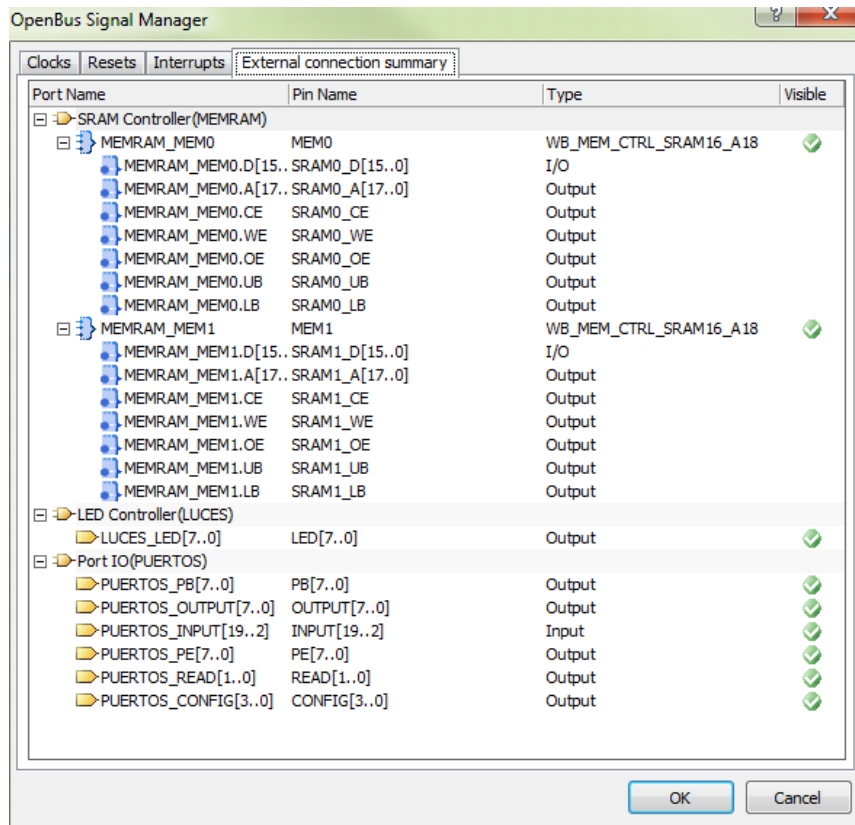 OpenBus Signal Manager ? X
Clocks Resets Interrupts External connection summary
Port Name Pin Name Type Visible
SRAM Controller(MEMRAM)
MEMRAM_MEM0 MEM0 WB_MEM_CTRL_SRAM16_A18
MEMRAM_MEM0.D[15.. SRAM0_D[15..0] I/O
MEMRAM_MEM0.A[17.. SRAM0_A[17..0] Output
MEMRAM_MEM0.CE SRAM0_CE Output
MEMRAM_MEM0.WE SRAM0_WE Output
MEMRAM_MEM0.OE SRAM0_OE Output
MEMRAM_MEM0.UB SRAM0_UB Output
MEMRAM_MEM0.LB SRAM0_LB Output
MEMRAM_MEM1 MEM1 WB_MEM_CTRL_SRAM16_A18
MEMRAM_MEM1.D[15.. SRAM1_D[15..0] I/O
MEMRAM_MEM1.A[17.. SRAM1_A[17..0] Output
MEMRAM_MEM1.CE SRAM1_CE Output
MEMRAM_MEM1.WE SRAM1_WE Output
MEMRAM_MEM1.OE SRAM1_OE Output
MEMRAM_MEM1.UB SRAM1_UB Output
MEMRAM_MEM1.LB SRAM1_LB Output
LED Controller(LUCES)
LUCES_LED[7..0] LED[7..0] Output
Port IO(PUERTOS)
PUERTOS_PB[7..0] PB[7..0] Output
PUERTOS_OUTPUT[7..0] OUTPUT[7..0] Output
PUERTOS_INPUT[19..2] INPUT[19..2] Input
PUERTOS_PE[7..0] PE[7..0] Output
PUERTOS_READ[1..0] READ[1..0] Output
PUERTOS_CONFIG[3..0] CONFIG[3..0] Output
OK Cancel